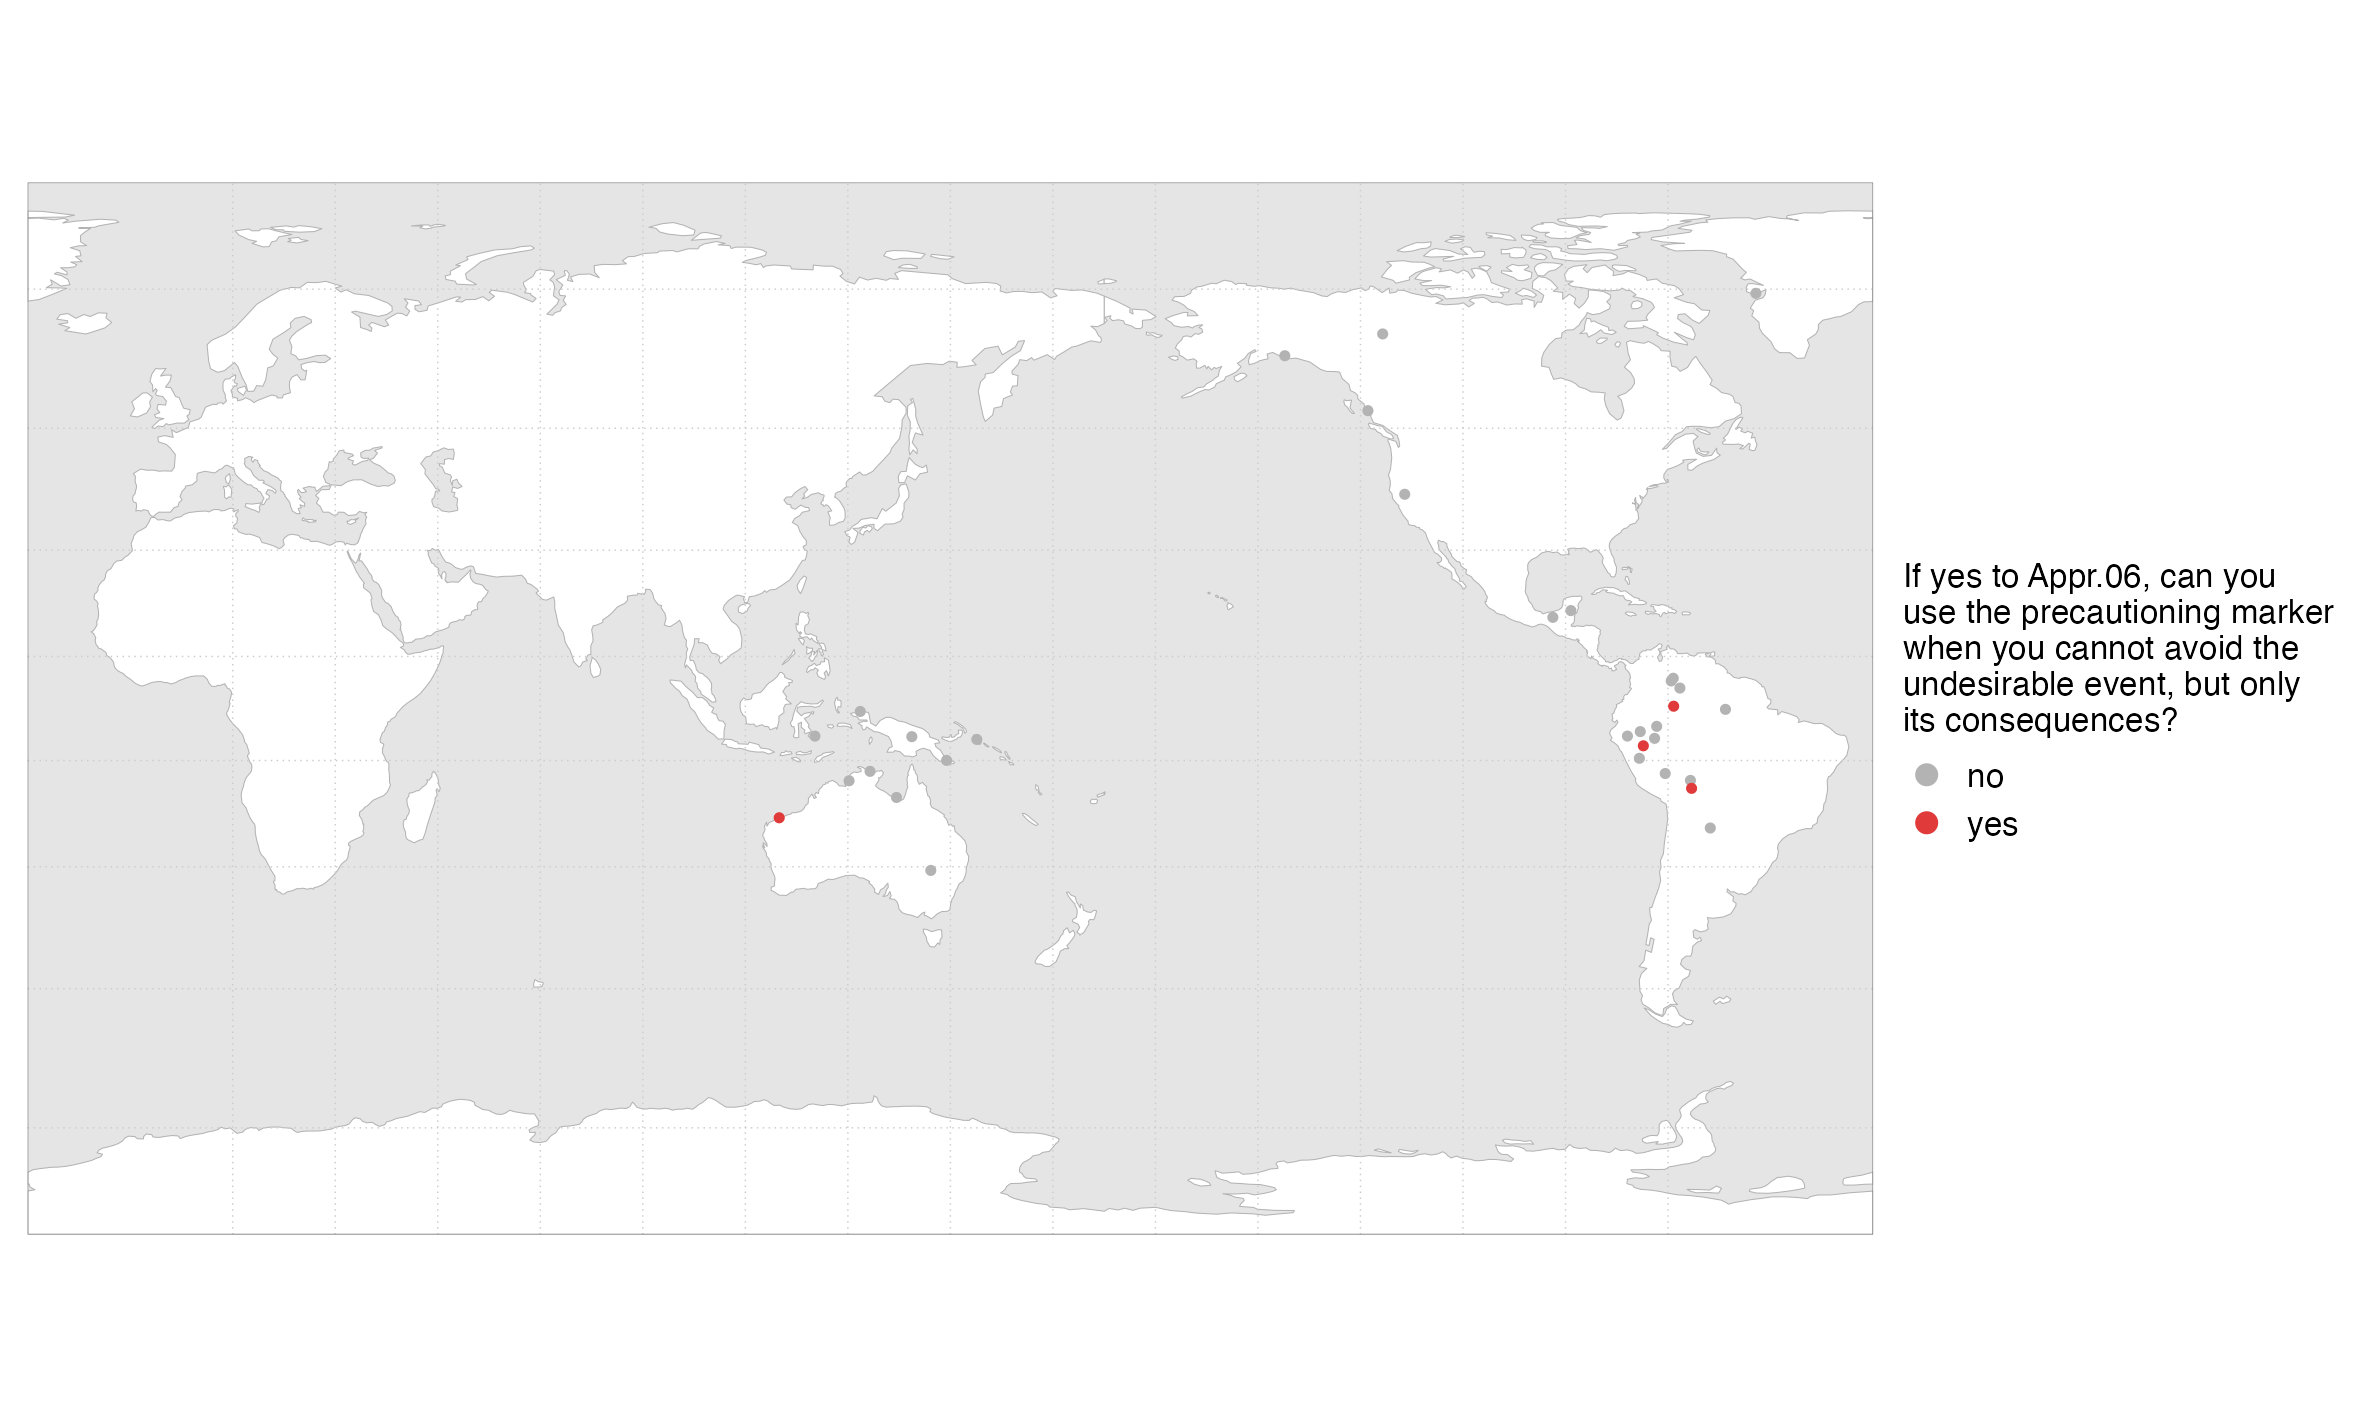 If yes to Appr.06, can you
use the precautioning marker
when you cannot avoid the
undesirable event, but only
its consequences?
no
yes